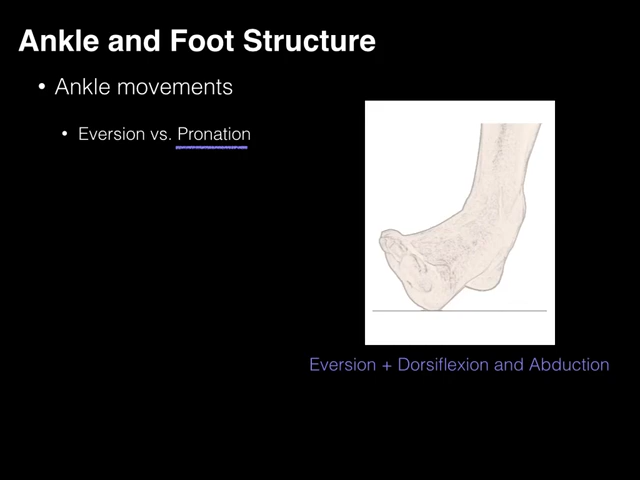 Ankle and Foot Structure
• Ankle movements
• Eversion vs. Pronation
Eversion + Dorsiflexion and Abduction